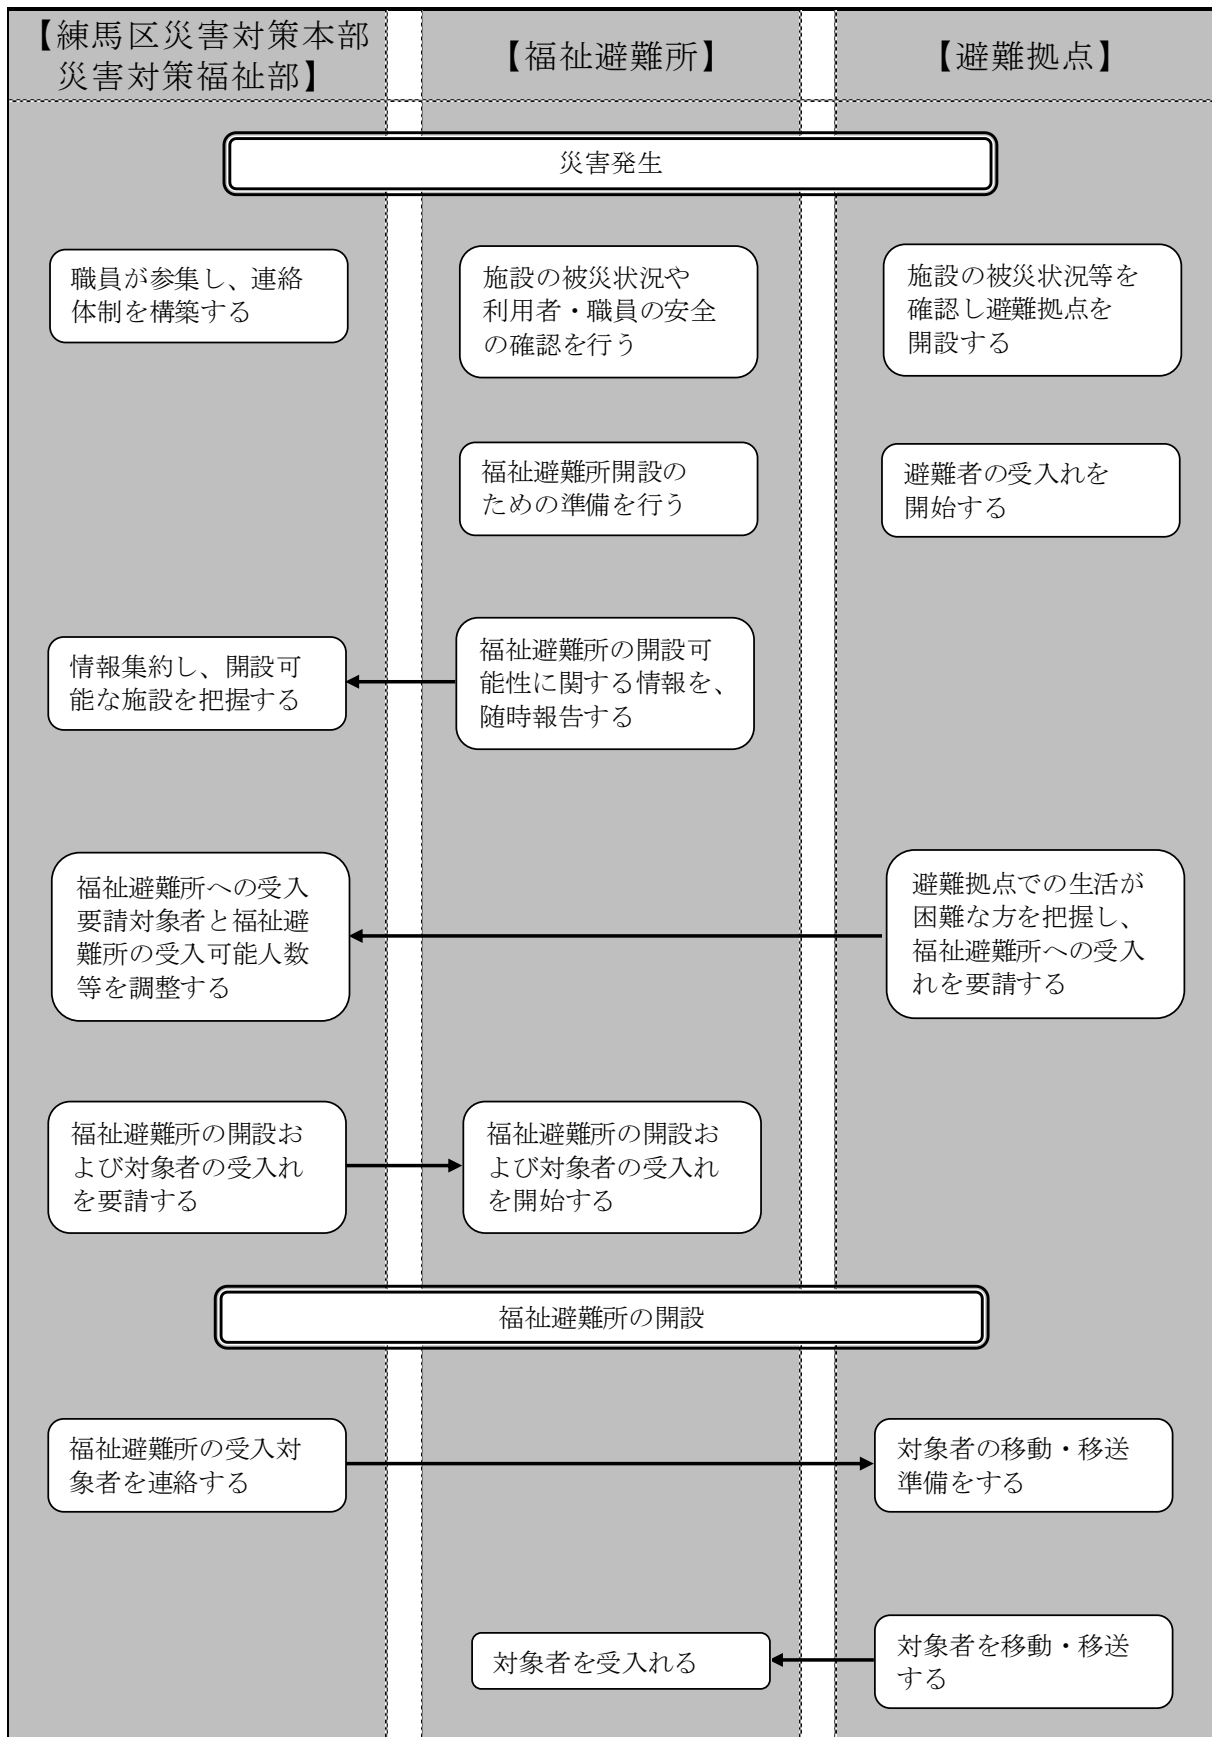 【練馬区災害対策本部
災害対策福祉部】
【福祉避難所】
【避難拠点】
災害発生
職員が参集し、連絡
体制を構築する
施設の被災状況や
利用者・職員の安全
の確認を行う
施設の被災状況等を
確認し避難拠点を
開設する
福祉避難所開設の
ための準備を行う
避難者の受入れを
開始する
情報集約し、開設可
能な施設を把握する
福祉避難所の開設可
能性に関する情報を、
随時報告する
福祉避難所への受入
要請対象者と福祉避
難所の受入可能人数
等を調整する
避難拠点での生活が
困難な方を把握し、
福祉避難所への受入
れを要請する
福祉避難所の開設お
よび対象者の受入れ
を要請する
福祉避難所の開設お
よび対象者の受入れ
を開始する
福祉避難所の開設
福祉避難所の受入対
象者を連絡する
対象者の移動・移送
準備をする
対象者を受入れる
対象者を移動・移送
する